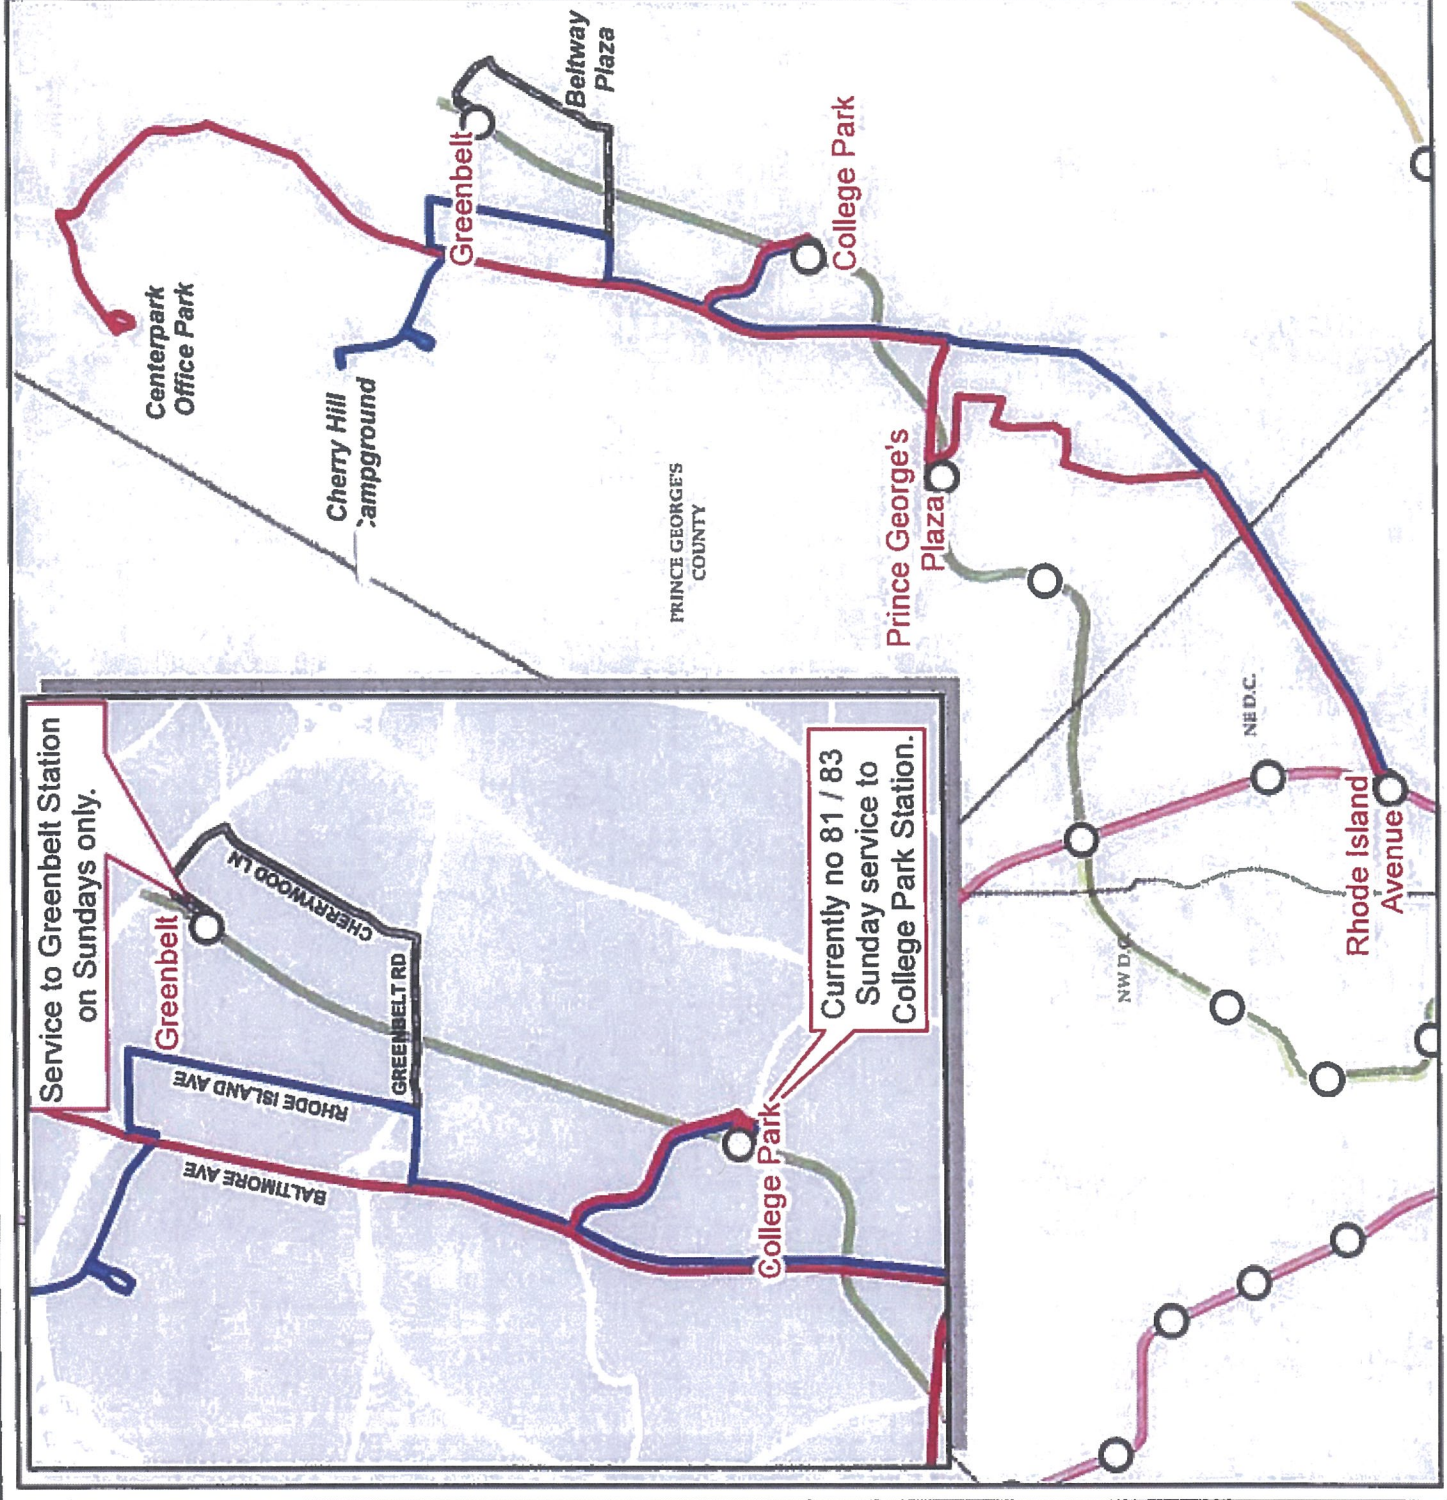 Centerpark
Office Park
Greenbelt
Beltway
Plaza
Cherry Hill
Campground
College Park
PRINCE GEORGE'S
COUNTY
Prince George's
Plaza
NE D.C.
NW D.C.
Rhode Island
Avenue
Service to Greenbelt Station
on Sundays only.
Greenbelt
CHERRYWOOD LN
GREENBELT RD
RHODE ISLAND AVE
BALTIMORE AVE
College Park
Currently no 81 / 83
Sunday service to
College Park Station.